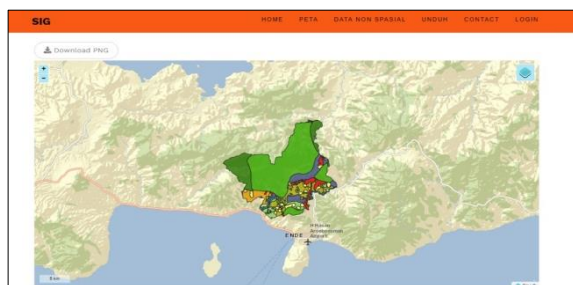 SIG
HOME PETA DATA NON SPASIAL UNDUH CONTACT LOGIN
Download PNG
+
-
ENDE